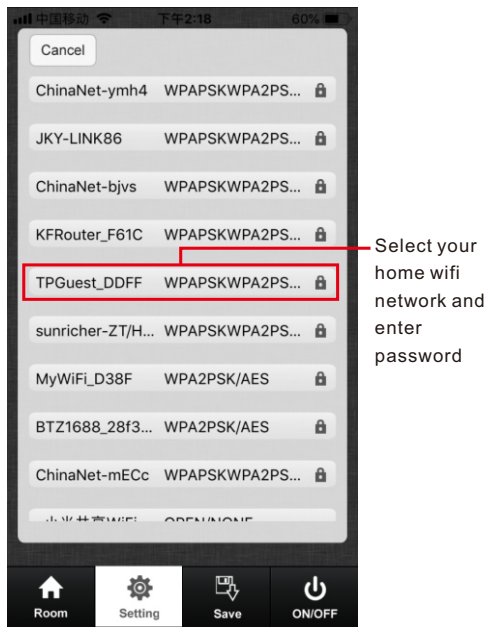 中国移动 下午2:18 60%
Cancel
ChinaNet-ymh4 WPAPSKWPA2PS...
JKY-LINK86 WPAPSKWPA2PS...
ChinaNet-bjvs WPAPSKWPA2PS...
KFRouter_F61C WPAPSKWPA2PS...
TPGuest_DDFF WPAPSKWPA2PS...
sunricher-ZT/H... WPAPSKWPA2PS...
MyWiFi_D38F WPA2PSK/AES
BTZ1688_28f3... WPA2PSK/AES
ChinaNet-mECc WPAPSKWPA2PS...
OPEN/NONE
Select your
home wifi
network and
enter
password
Room Setting Save ON/OFF